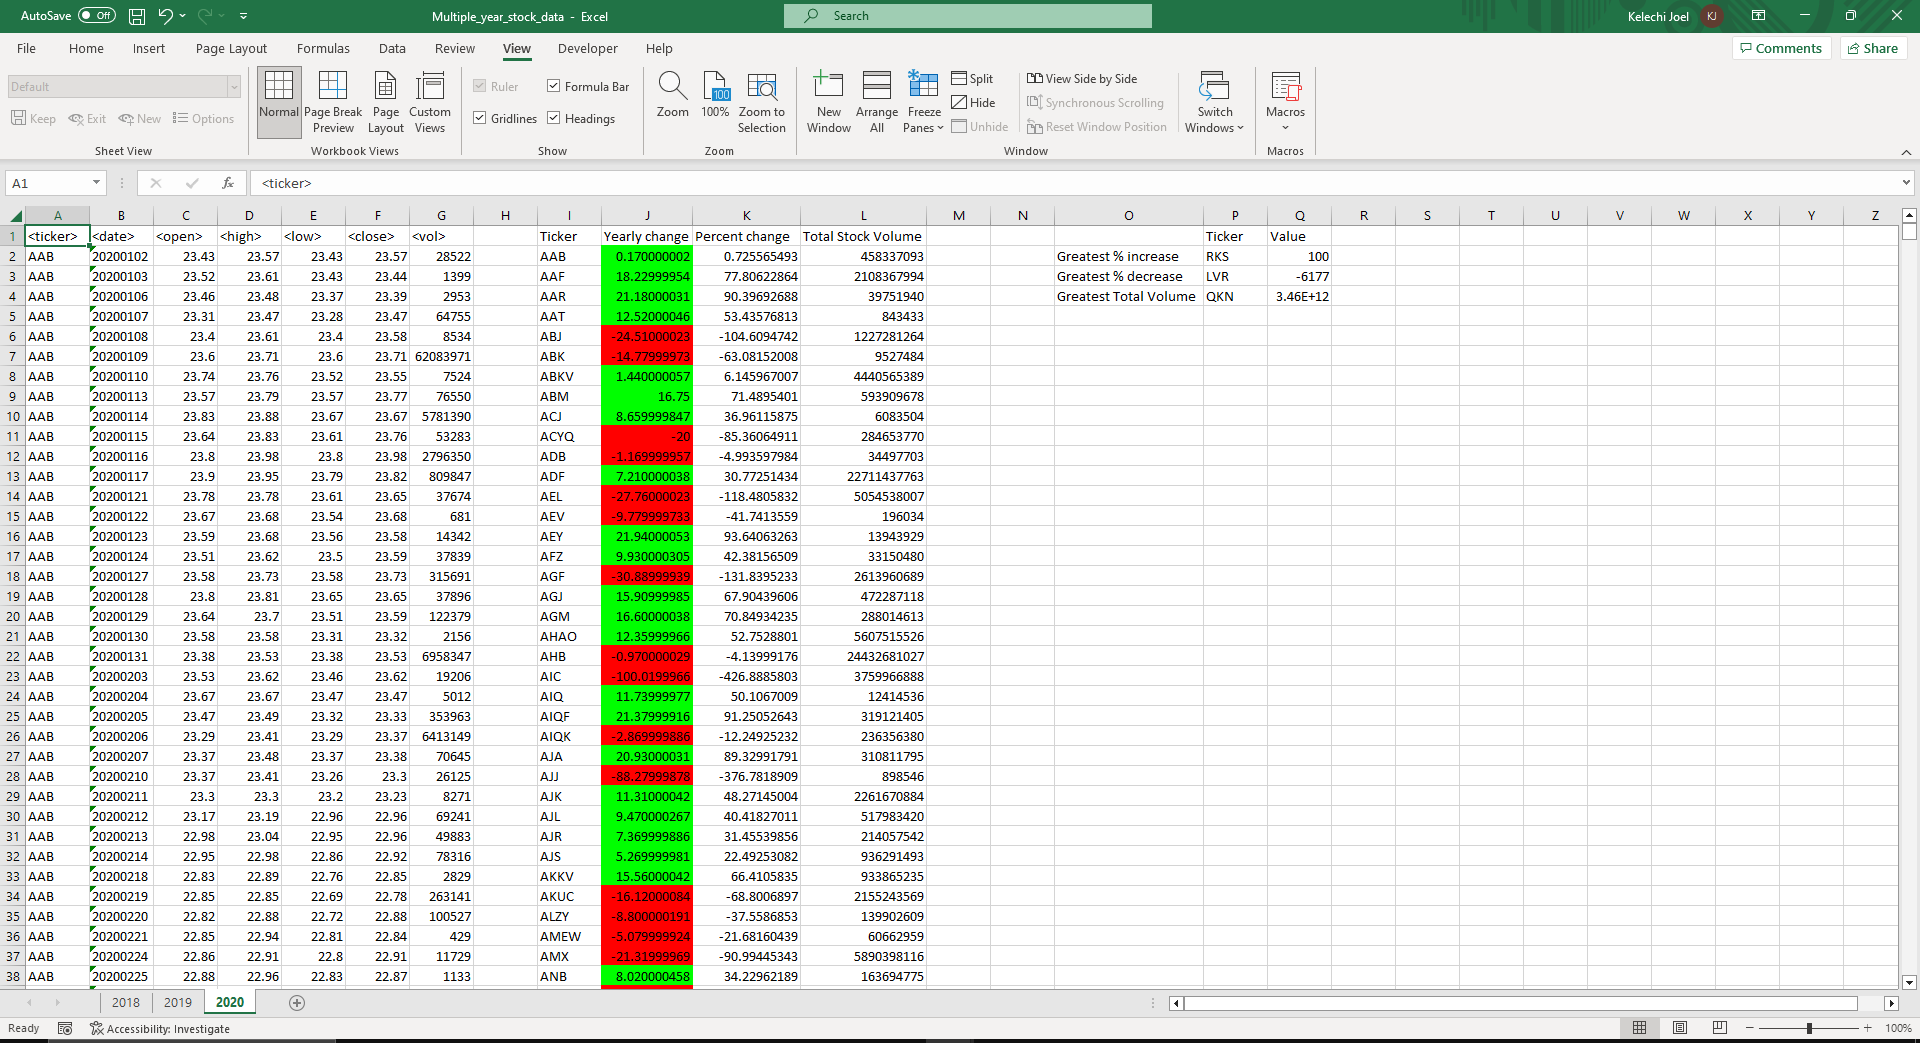 AutoSave Off Multiple_year_stock_data - Excel Search Kelechi Joel KJ
File Home Insert Page Layout Formulas Data Review View Developer Help Comments Share
Default
Keep Exit New Options
Sheet View
Normal Page Break Preview Page Layout Custom Views
Workbook Views
Ruler Formula Bar
Gridlines Headings
Show
Zoom 100 100% Zoom to Selection
Zoom
New Window Arrange All Freeze Panes
Split
Hide
Unhide
View Side by Side
Synchronous Scrolling
Reset Window Position
Switch Windows
Window
Macros
Macros
A1 fx <ticker>
A B C D E F G H I J K L M N O P Q R S T U V W X Y Z
1 <ticker> <date> <open> <high> <low> <close> <vol> Ticker Yearly change Percent change Total Stock Volume Ticker Value
2 AAB 20200102 23.43 23.57 23.43 23.57 28522 AAB 0.170000002 0.725565493 458337093 Greatest % increase RKS 100
3 AAB 20200103 23.52 23.61 23.43 23.44 1399 AAF 18.22999954 77.80622864 2108367994 Greatest % decrease LVR -6177
4 AAB 20200106 23.46 23.48 23.37 23.39 2953 AAR 21.18000031 90.39692688 39751940 Greatest Total Volume QKN 3.46E+12
5 AAB 20200107 23.31 23.47 23.28 23.47 64755 AAT 12.52000046 53.43576813 843433
6 AAB 20200108 23.4 23.61 23.4 23.58 8534 ABJ -24.51000023 -104.6094742 1227281264
7 AAB 20200109 23.6 23.71 23.6 23.71 62083971 ABK -14.77999973 -63.08152008 9527484
8 AAB 20200110 23.74 23.76 23.52 23.55 7524 ABKV 1.440000057 6.145967007 4440565389
9 AAB 20200113 23.57 23.79 23.57 23.77 76550 ABM 16.75 71.4895401 593909678
10 AAB 20200114 23.83 23.88 23.67 23.67 5781390 ACJ 8.659999847 36.96115875 6083504
11 AAB 20200115 23.64 23.83 23.61 23.76 53283 ACYQ -20 -85.36064911 284653770
12 AAB 20200116 23.8 23.98 23.8 23.98 2796350 ADB -1.169999957 -4.993597984 34497703
13 AAB 20200117 23.9 23.95 23.79 23.82 809847 ADF 7.210000038 30.77251434 22711437763
14 AAB 20200121 23.78 23.78 23.61 23.65 37674 AEL -27.76000023 -118.4805832 5054538007
15 AAB 20200122 23.67 23.68 23.54 23.68 681 AEV -9.779999733 -41.7413559 196034
16 AAB 20200123 23.59 23.68 23.56 23.58 14342 AEY 21.94000053 93.64063263 13943929
17 AAB 20200124 23.51 23.62 23.5 23.59 37839 AFZ 9.930000305 42.38156509 33150480
18 AAB 20200127 23.58 23.73 23.58 23.73 315691 AGF -30.88999939 -131.8395233 2613960689
19 AAB 20200128 23.8 23.81 23.65 23.65 37896 AGJ 15.90999985 67.90439606 472287118
20 AAB 20200129 23.64 23.7 23.51 23.59 122379 AGM 16.60000038 70.84934235 288014613
21 AAB 20200130 23.58 23.58 23.31 23.32 2156 AHAO 12.35999966 52.7528801 5607515526
22 AAB 20200131 23.38 23.53 23.38 23.53 6958347 AHB -0.970000029 -4.13999176 24432681027
23 AAB 20200203 23.53 23.62 23.46 23.62 19206 AIC -100.0199966 -426.8885803 3759966888
24 AAB 20200204 23.67 23.67 23.47 23.47 5012 AIQ 11.73999977 50.1067009 12414536
25 AAB 20200205 23.47 23.49 23.32 23.33 353963 AIQF 21.37999916 91.25052643 319121405
26 AAB 20200206 23.29 23.41 23.29 23.37 6413149 AIQK -2.869999886 -12.24925232 236356380
27 AAB 20200207 23.37 23.48 23.37 23.38 70645 AJA 20.93000031 89.32991791 310811795
28 AAB 20200210 23.37 23.41 23.26 23.3 26125 AJJ -88.27999878 -376.7818909 898546
29 AAB 20200211 23.3 23.3 23.2 23.23 8271 AJK 11.31000042 48.27145004 2261670884
30 AAB 20200212 23.17 23.19 22.96 22.96 69241 AJL 9.470000267 40.41827011 517983420
31 AAB 20200213 22.98 23.04 22.95 22.96 49883 AJR 7.369999886 31.45539856 214057542
32 AAB 20200214 22.95 22.98 22.86 22.92 78316 AJS 5.269999981 22.49253082 936291493
33 AAB 20200218 22.83 22.89 22.76 22.85 2829 AKKV 15.56000042 66.4105835 933865235
34 AAB 20200219 22.85 22.85 22.69 22.78 263141 AKUC -16.12000084 -68.8006897 2155243569
35 AAB 20200220 22.82 22.88 22.72 22.88 100527 ALZY -8.800000191 -37.5586853 139902609
36 AAB 20200221 22.85 22.94 22.81 22.84 429 AMEW -5.079999924 -21.68160439 60662959
37 AAB 20200224 22.86 22.91 22.8 22.91 11729 AMX -21.31999969 -90.99445343 5890398116
38 AAB 20200225 22.88 22.96 22.83 22.87 1133 ANB 8.020000458 34.22962189 163694775
2018 2019 2020
Ready Accessibility: Investigate 100%